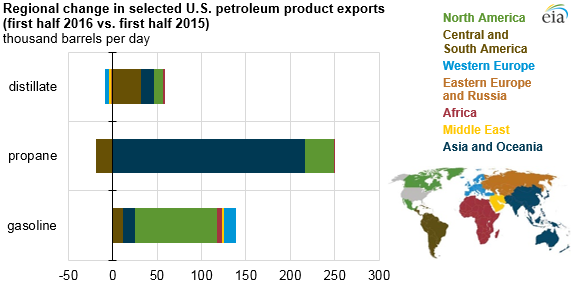 Regional change in selected U.S. petroleum product exports
(first half 2016 vs. first half 2015)
thousand barrels per day
eia
North America
Central and
South America
Western Europe
Eastern Europe
and Russia
Africa
Middle East
Asia and Oceania
distillate
propane
gasoline
-50 0 50 100 150 200 250 300